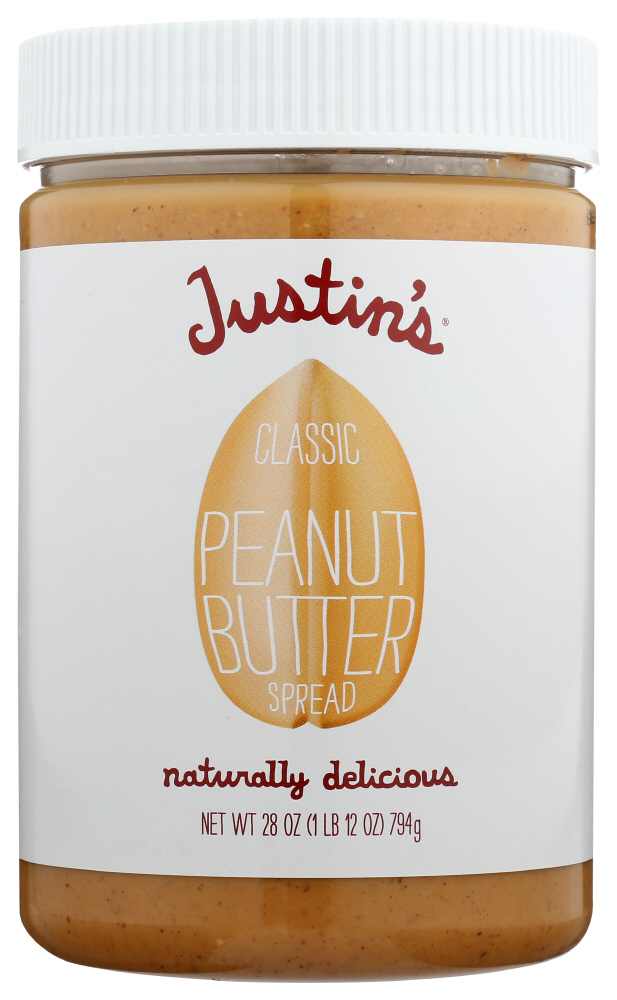 Justin's®
CLASSIC
PEANUT
BUTTER
SPREAD
naturally delicious
NET WT 28 OZ (1 LB 12 OZ) 794g